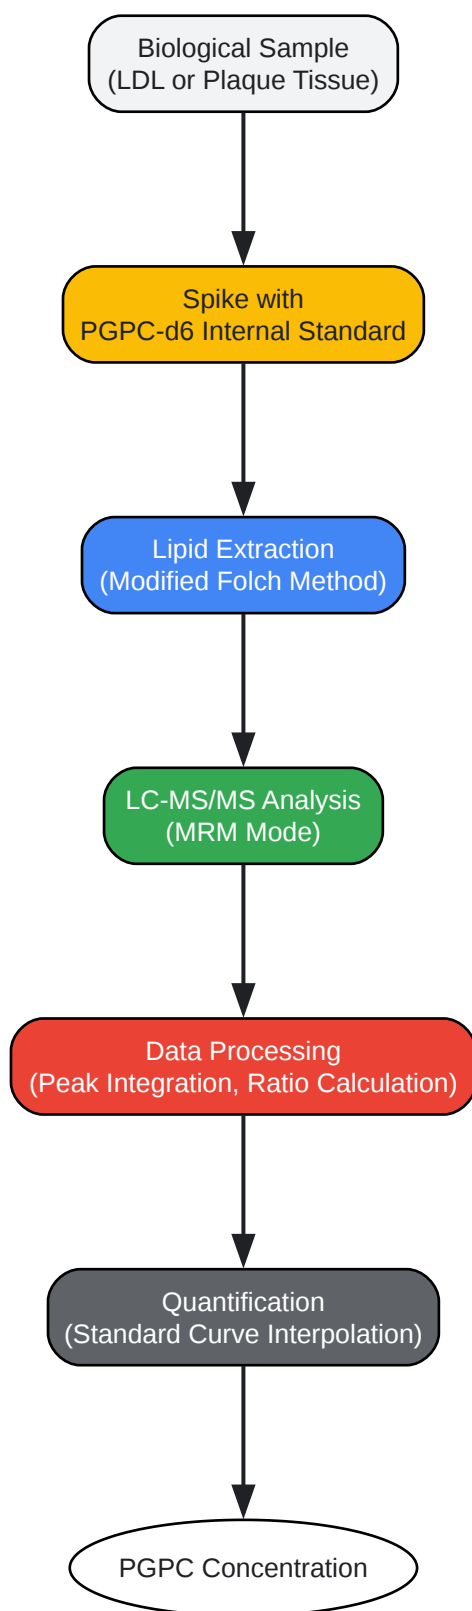 Biological Sample
(LDL or Plaque Tissue)
Spike with
PGPC-d6 Internal Standard
Lipid Extraction
(Modified Folch Method)
LC-MS/MS Analysis
(MRM Mode)
Data Processing
(Peak Integration, Ratio Calculation)
Quantification
(Standard Curve Interpolation)
PGPC Concentration